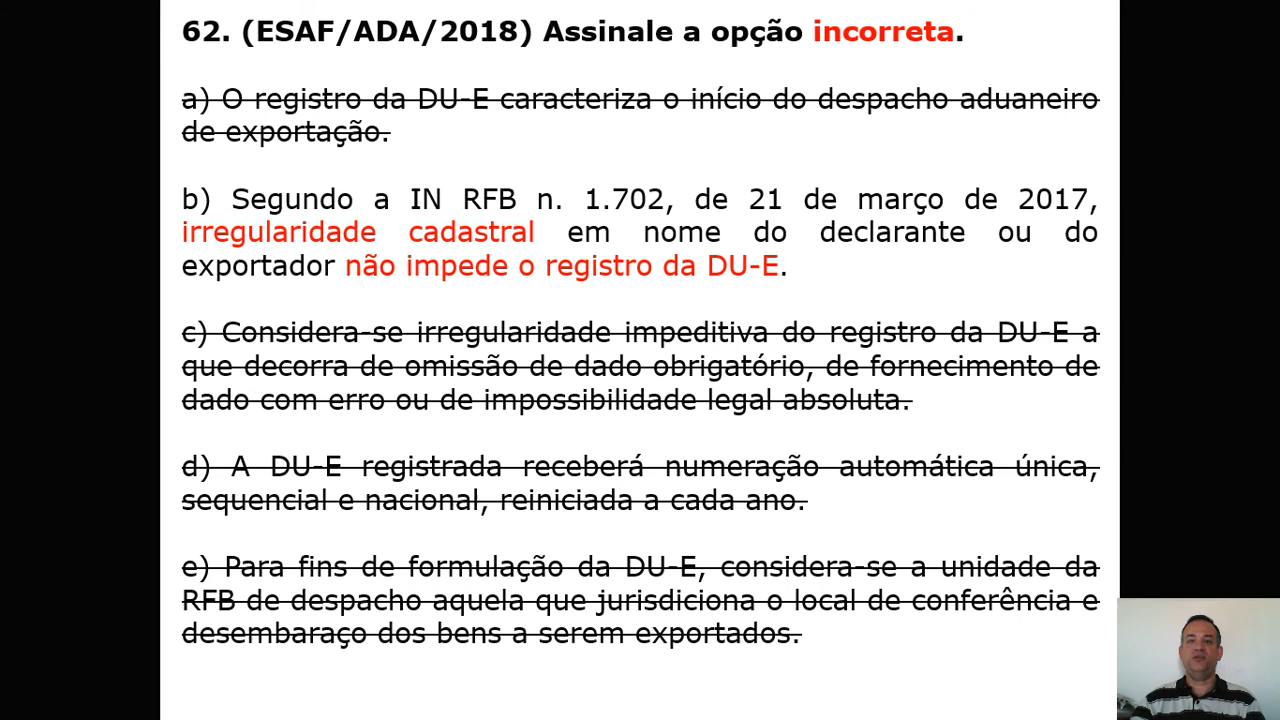 62. (ESAF/ADA/2018) Assinale a opção incorreta.
a) O registro da DU-E caracteriza o início do despacho aduaneiro
de exportação.
b) Segundo a IN RFB n. 1.702, de 21 de março de 2017,
irregularidade cadastral em nome do declarante ou do
exportador não impede o registro da DU-E.
c) Considera-se irregularidade impeditiva do registro da DU-E a
que decorra de omissão de dado obrigatório, de fornecimento de
dado com erro ou de impossibilidade legal absoluta.
d) A DU-E registrada receberá numeração automática única,
sequencial e nacional, reiniciada a cada ano.
e) Para fins de formulação da DU-E, considera-se a unidade da
RFB de despacho aquela que jurisdiciona o local de conferência e
desembaraço dos bens a serem exportados.